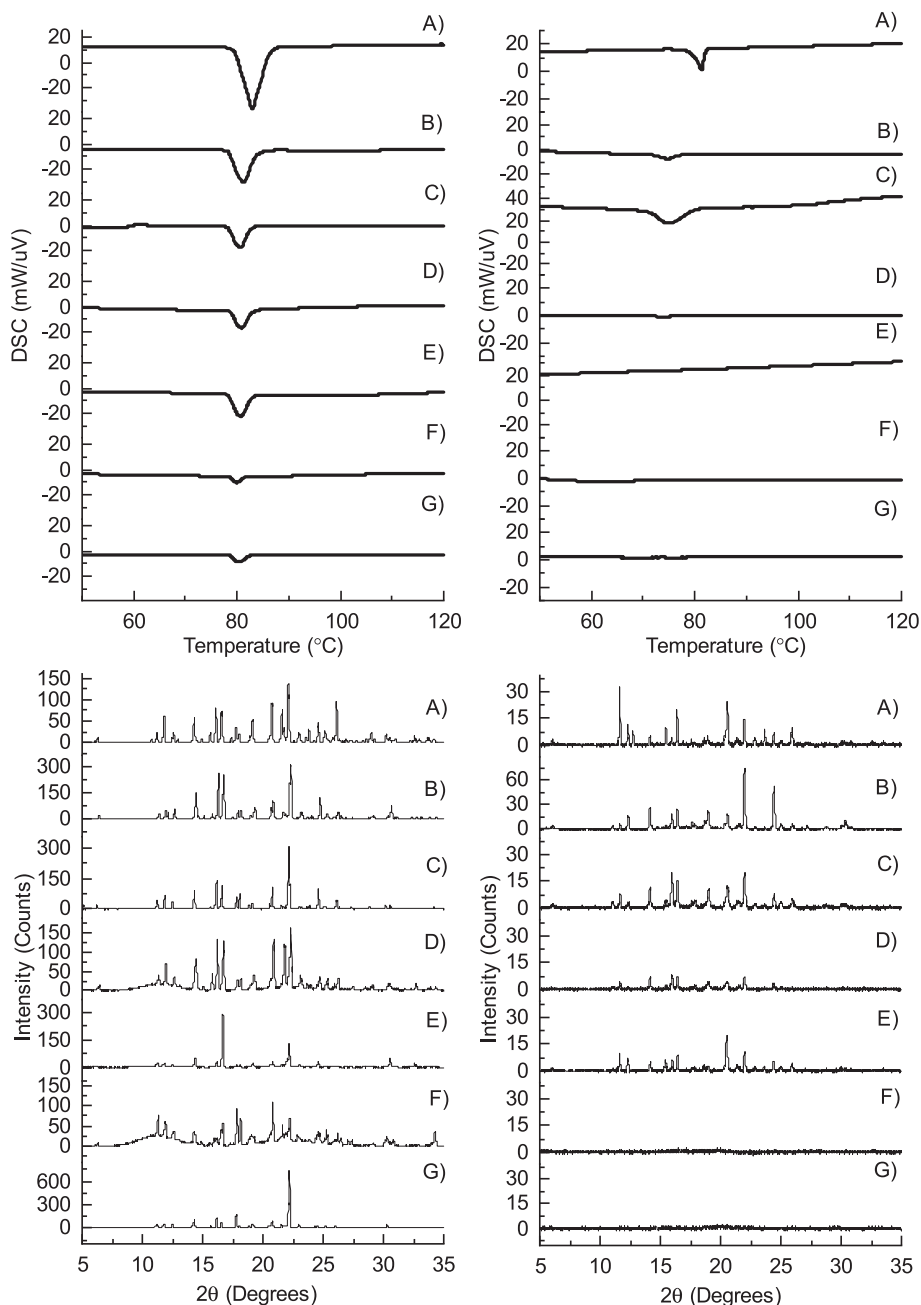 A)
20
0
-20
B)
20
0
-20
C)
20
0
-20
D)
20
0
-20
E)
20
0
-20
F)
20
0
-20
G)
20
0
-20
DSC (mW/uV)
60 80 100 120
Temperature (°C)
A)
20
0
-20
B)
20
0
-20
C)
40
20
0
-20
D)
20
0
-20
E)
20
0
-20
F)
20
0
-20
G)
20
0
-20
DSC (mW/uV)
60 80 100 120
Temperature (°C)
A)
150
100
50
0
B)
300
150
0
C)
300
150
0
D)
150
100
50
0
E)
300
150
0
F)
150
100
50
0
G)
600
300
0
Intensity (Counts)
5 10 15 20 25 30 35
2θ (Degrees)
A)
30
15
0
B)
60
30
0
C)
30
15
0
D)
30
15
0
E)
30
15
0
F)
30
15
0
G)
30
15
0
Intensity (Counts)
5 10 15 20 25 30 35
2θ (Degrees)